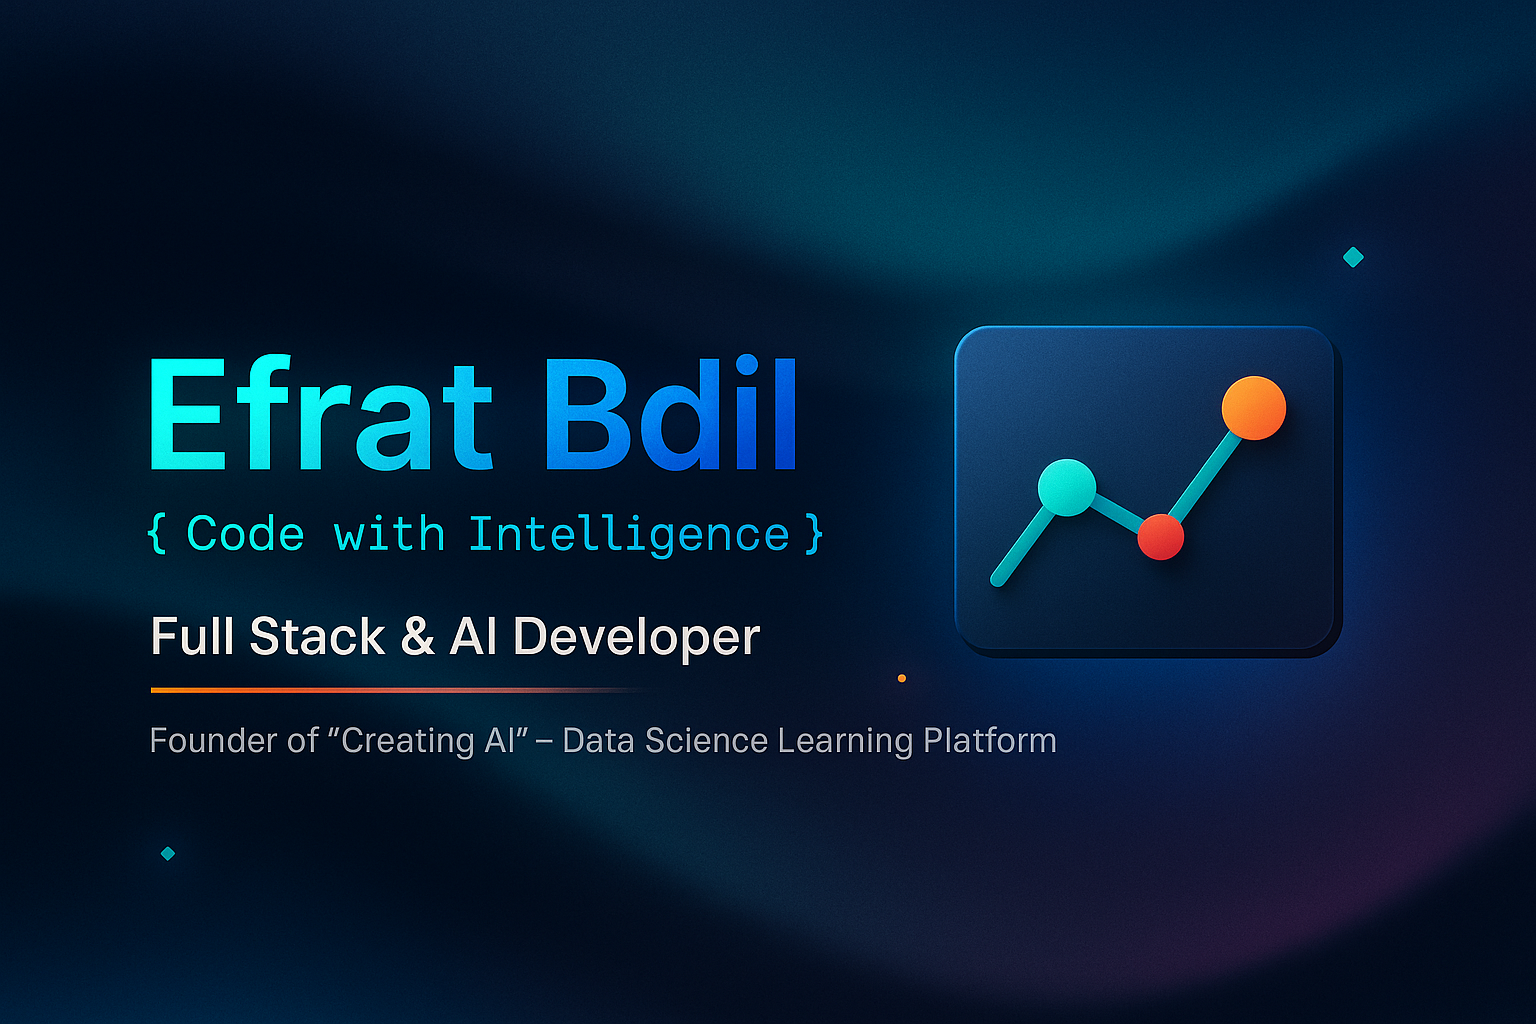 Efrat Bdil
{ Code with Intelligence }
Full Stack & AI Developer
Founder of "Creating AI" – Data Science Learning Platform